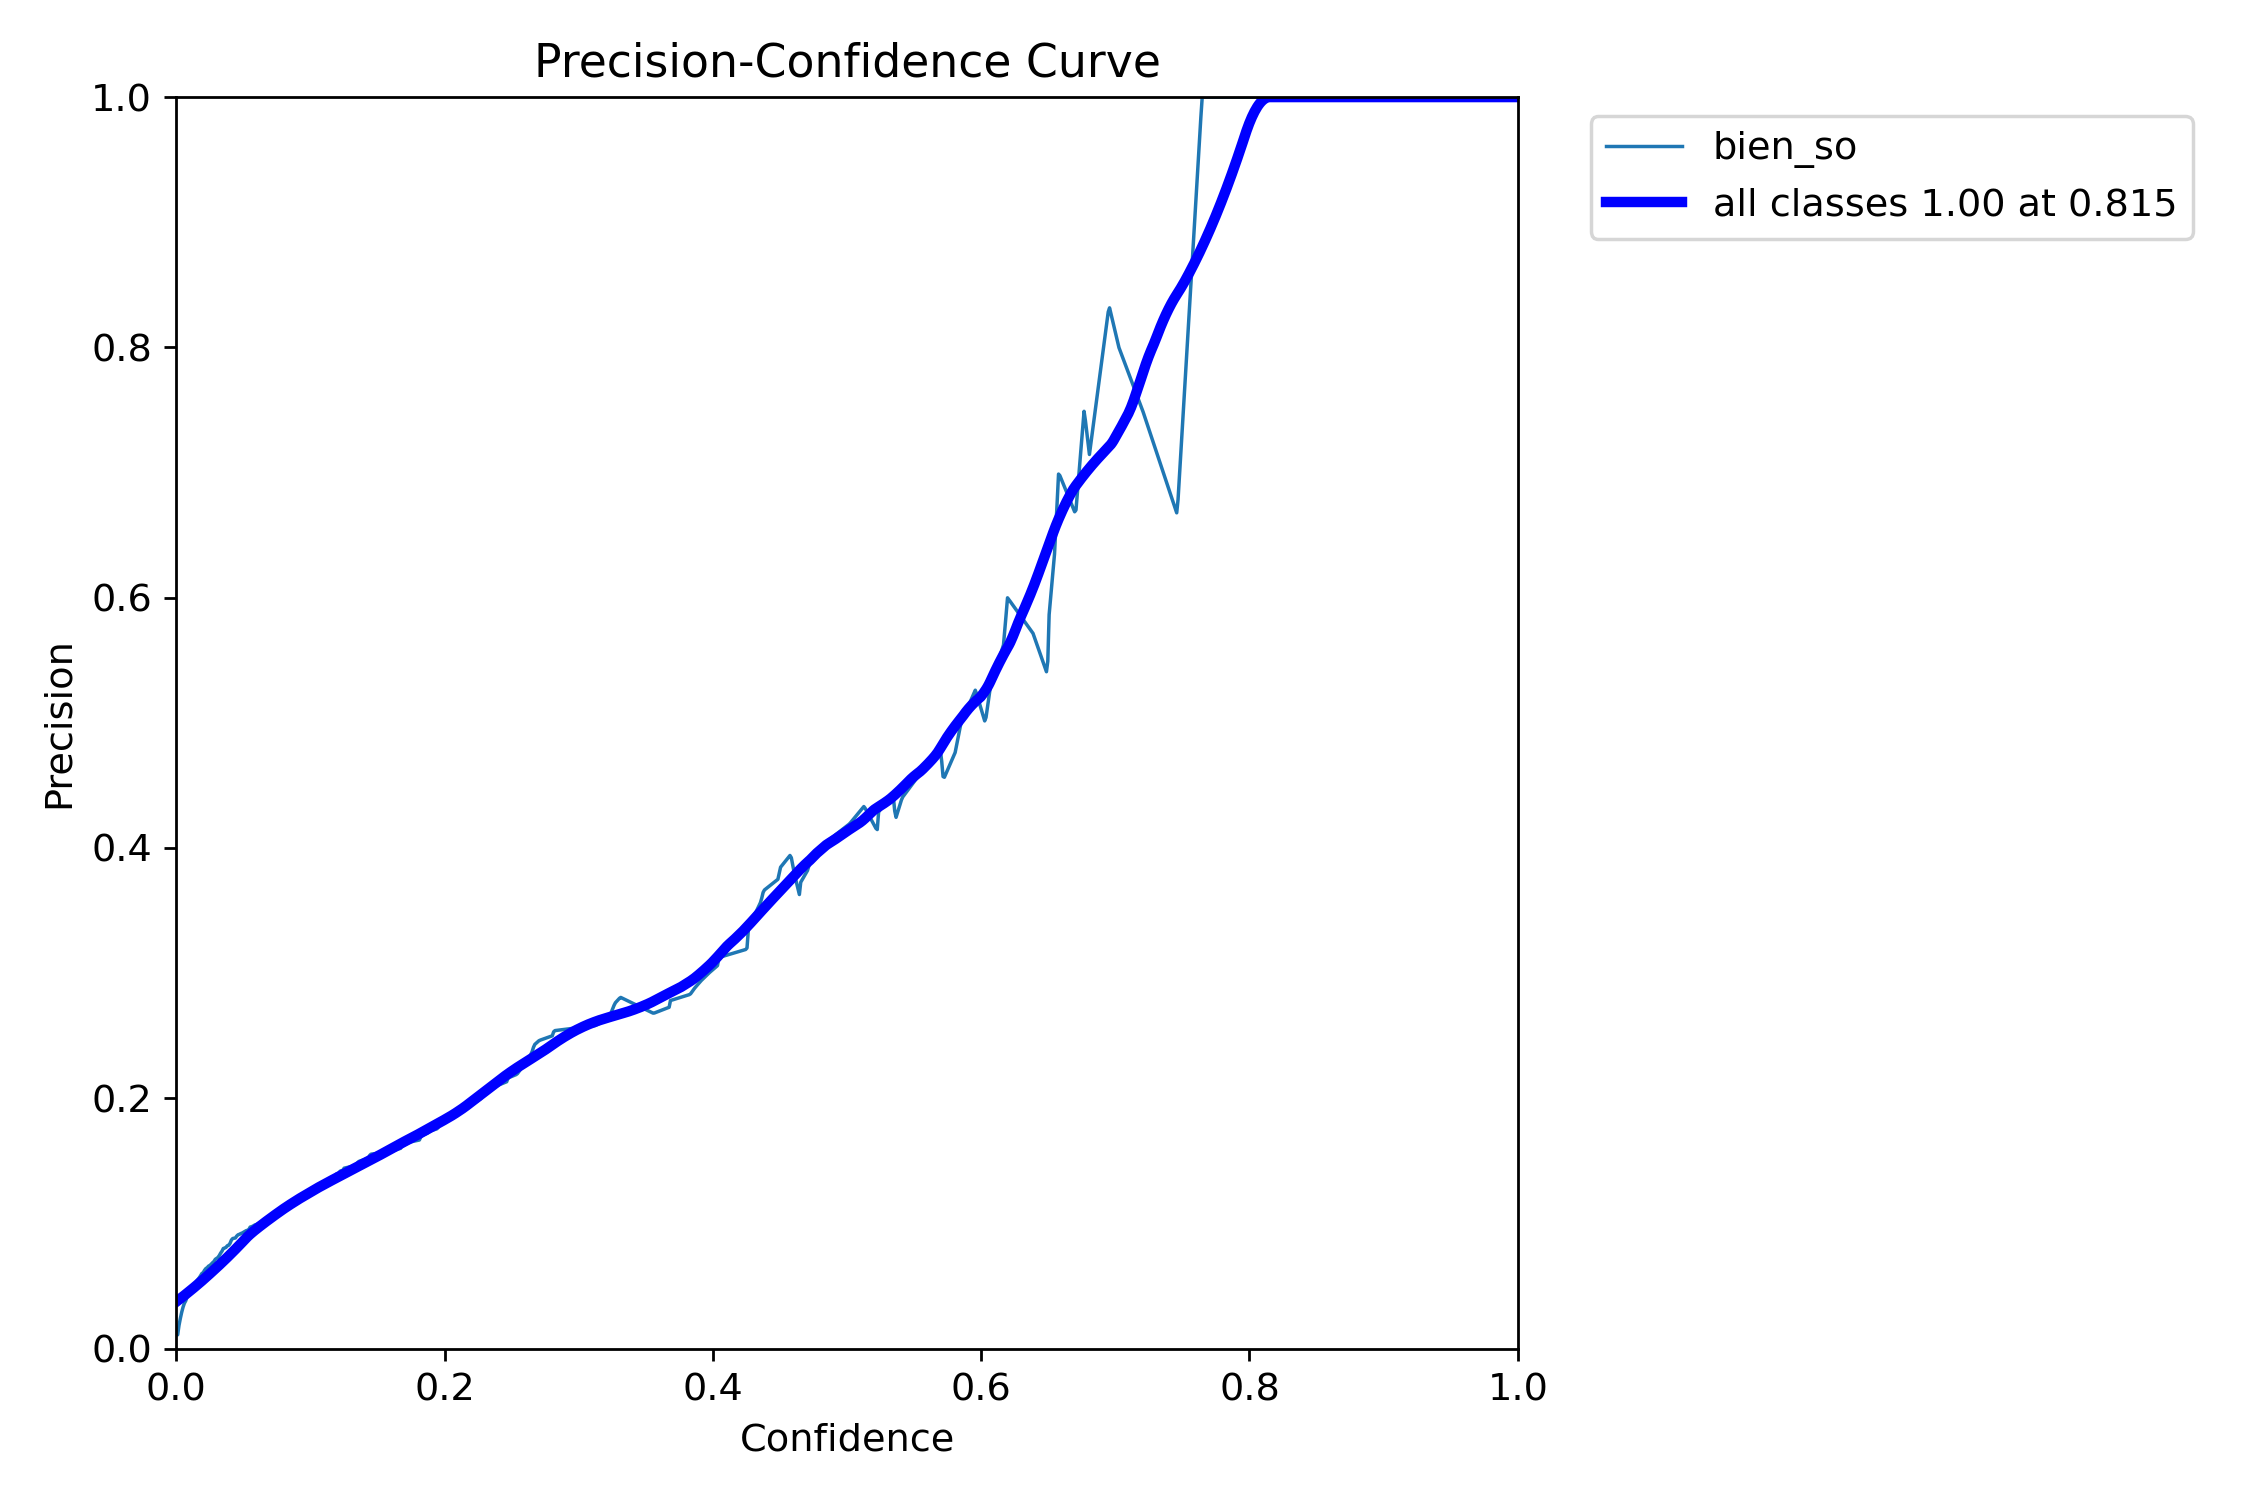 Precision-Confidence Curve
1.0
0.8
0.6
0.4
0.2
0.0
Precision
0.0 0.2 0.4 0.6 0.8 1.0
Confidence
bien_so
all classes 1.00 at 0.815